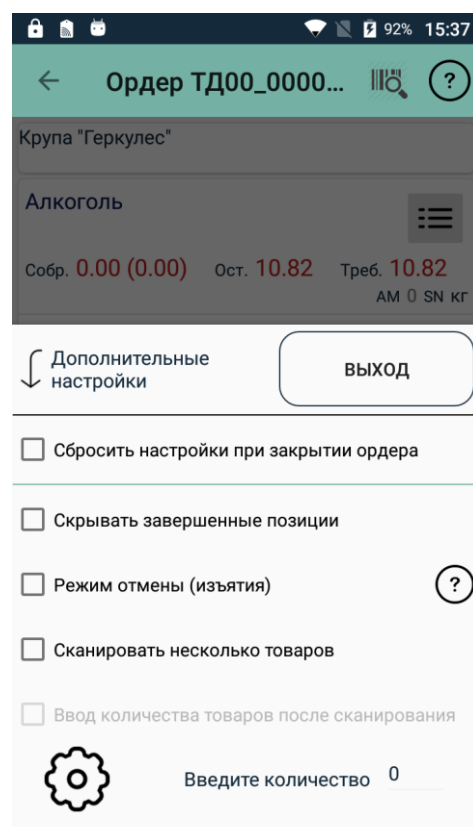 92% 15:37
Ордер ТД00_0000... ?
Крупа "Геркулес"
Алкоголь
Собр. 0.00 (0.00) Ост. 10.82 Треб. 10.82
АМ 0 SN кг
Дополнительные
настройки
ВЫХОД
Сбросить настройки при закрытии ордера
Скрывать завершенные позиции
Режим отмены (изъятия) ?
Сканировать несколько товаров
Ввод количества товаров после сканирования
Введите количество 0